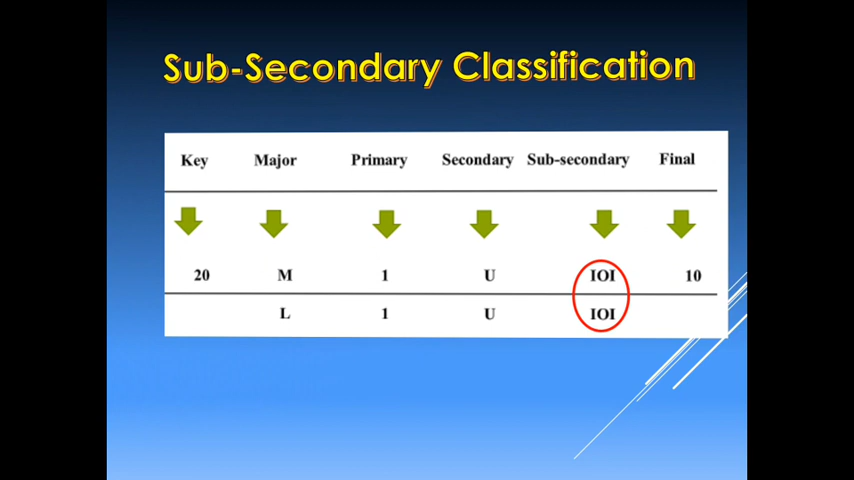 Sub-Secondary Classification
Key Major Primary Secondary Sub-secondary Final
20 M 1 U IOI 10
L 1 U IOI